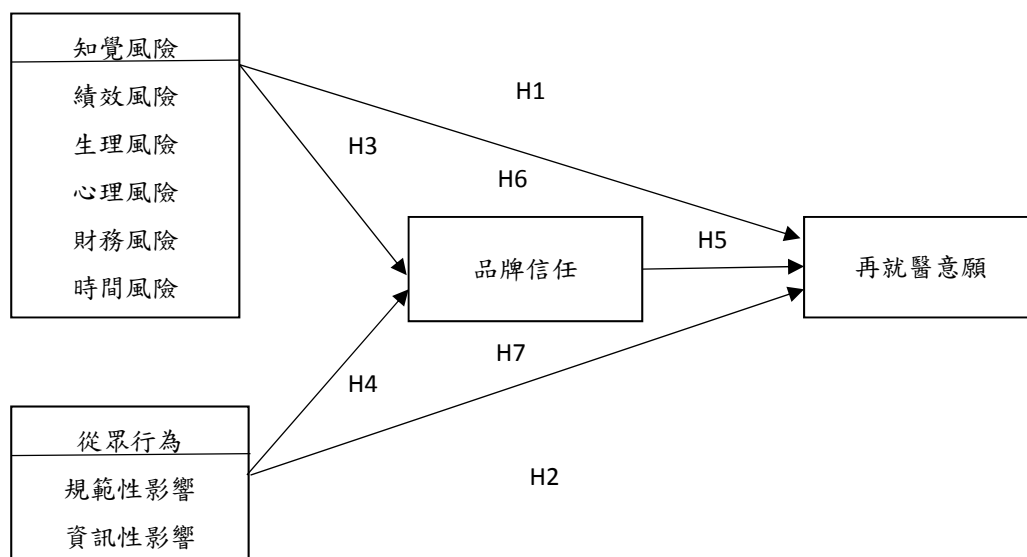 知覺風險
績效風險
生理風險
心理風險
財務風險
時間風險
H1
H3
H6
品牌信任
H5
再就醫意願
H7
H4
從眾行為
規範性影響
資訊性影響
H2